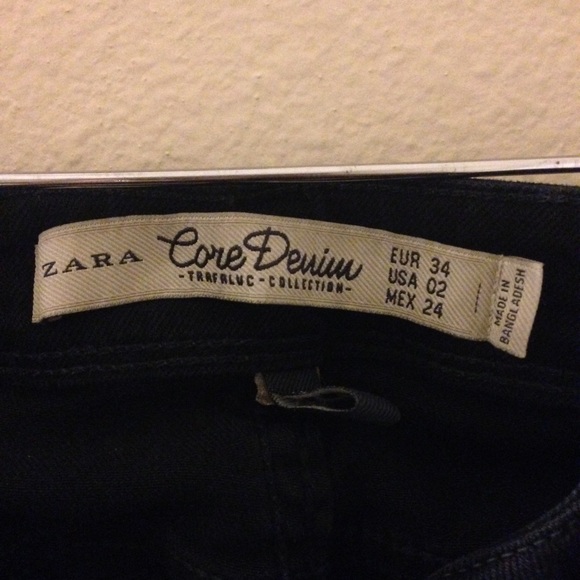 ZARA
Core Denim
-TRAFALUC-COLLECTION-
EUR 34
USA 02
MEX 24
MADE IN
BANGLADESH